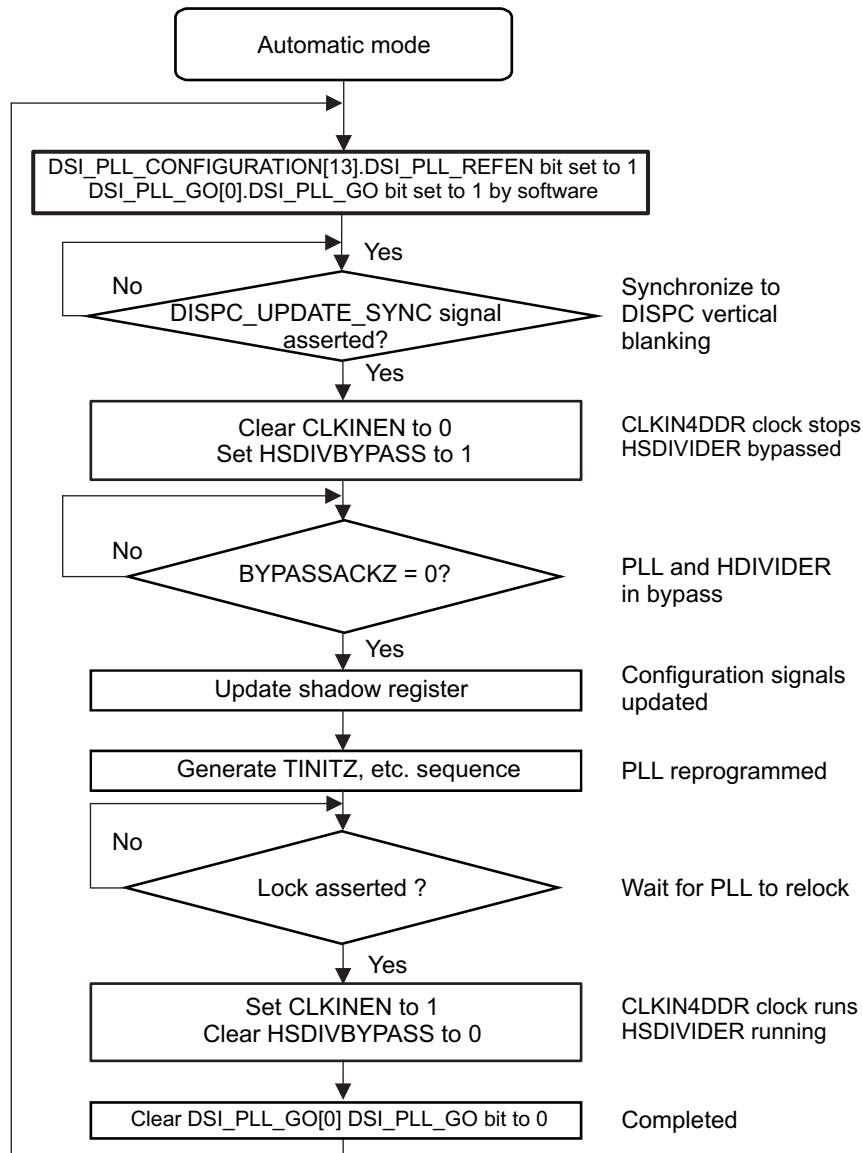 Automatic mode
DSI_PLL_CONFIGURATION[13].DSI_PLL_REFEN bit set to 1
DSI_PLL_GO[0].DSI_PLL_GO bit set to 1 by software
Yes
No
DISPC_UPDATE_SYNC signal
asserted?
Synchronize to
DISPC vertical
blanking
Yes
Clear CLKINEN to 0
Set HSDIVBYPASS to 1
CLKIN4DDR clock stops
HSDIVIDER bypassed
No
BYPASSACKZ = 0?
PLL and HDIVIDER
in bypass
Yes
Update shadow register
Configuration signals
updated
Generate TINITZ, etc. sequence
PLL reprogrammed
No
Lock asserted ?
Wait for PLL to relock
Yes
Set CLKINEN to 1
Clear HSDIVBYPASS to 0
CLKIN4DDR clock runs
HSDIVIDER running
Clear DSI_PLL_GO[0] DSI_PLL_GO bit to 0
Completed